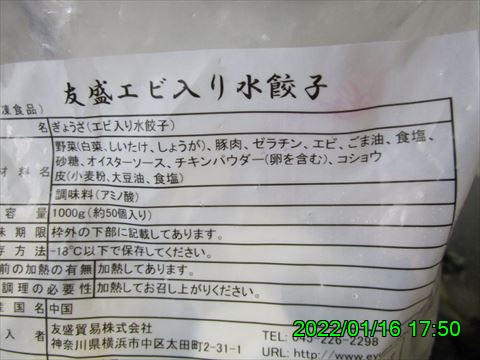 友盛エビ入り水餃子
凍食品)
名 ぎょうざ(エビ入り水餃子)
野菜(白菜、しいたけ、しょうが)、豚肉、ゼラチン、エビ、ごま油、食塩、
材料名 砂糖、オイスターソース、チキンパウダー(卵を含む)、コショウ
皮(小麦粉、大豆油、食塩)
調味料(アミノ酸)
容量 1000g(約50個入り)
味期限 枠外の下部に記載してあります。
存方法 -18℃以下で保存してください。
前の加熱の有無 加熱してあります。
調理の必要性 加熱してお召し上がりください。
産国名 中国
入者 友盛貿易株式会社
神奈川県横浜市中区太田町2-31-1
TEL: 045-226-2298
URL: http://www.e
2022/01/16 17:50